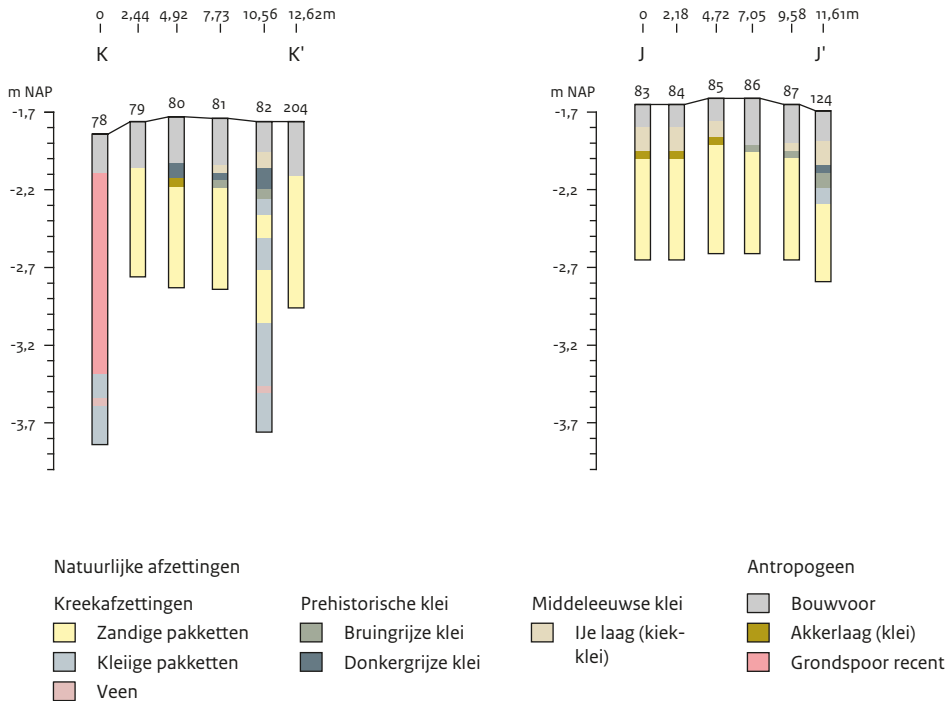 0 2,44 4,92 7,73 10,56 12,62m
K K'
m NAP
-1,7
-2,2
-2,7
-3,2
-3,7
78 79 80 81 82 204
0 2,18 4,72 7,05 9,58 11,61m
J J'
m NAP
-1,7
-2,2
-2,7
-3,2
-3,7
83 84 85 86 87 124
Natuurlijke afzettingen
Kreekafzettingen
Zandige pakketten
Kleiige pakketten
Veen
Prehistorische klei
Bruingrijze klei
Donkergrijze klei
Middeleeuwse klei
IJe laag (kiek-
klei)
Antropogeen
Bouwvoor
Akkerlaag (klei)
Grondspoor recent